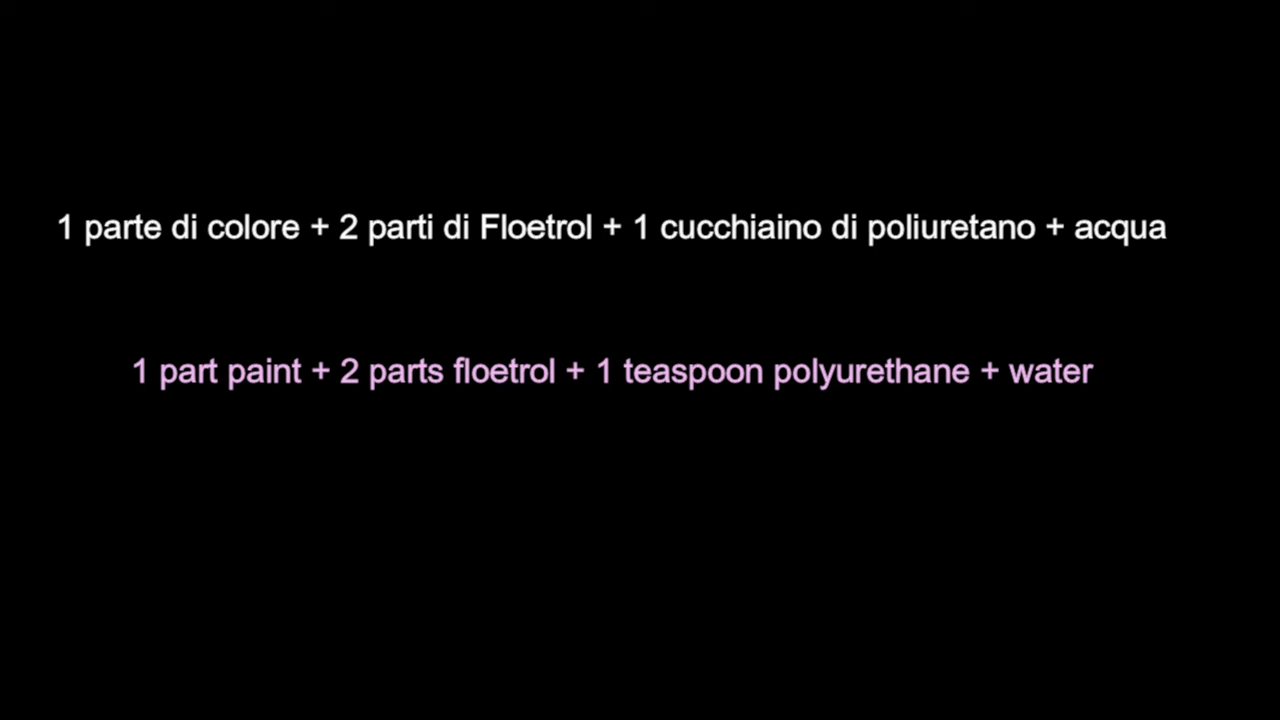 1 parte di colore + 2 parti di Floetrol + 1 cucchiaino di poliuretano + acqua
1 part paint + 2 parts floetrol + 1 teaspoon polyurethane + water